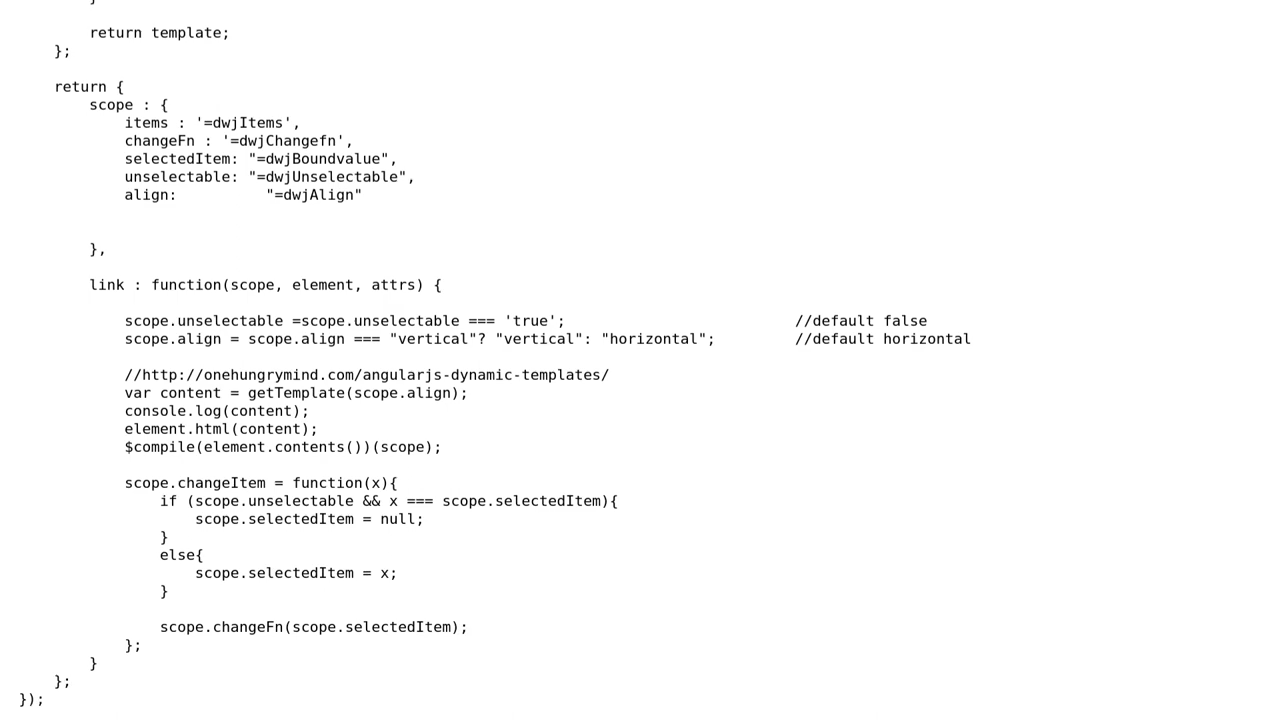 }
return template;
};
return {
scope : {
items : '=dwjItems',
changeFn : '=dwjChangefn',
selectedItem: "=dwjBoundvalue",
unselectable: "=dwjUnselectable",
align:          "=dwjAlign"
},
link : function(scope, element, attrs) {
scope.unselectable =scope.unselectable === 'true';                          //default false
scope.align = scope.align === "vertical"? "vertical": "horizontal";         //default horizontal
//http://onehungrymind.com/angularjs-dynamic-templates/
var content = getTemplate(scope.align);
console.log(content);
element.html(content);
$compile(element.contents())(scope);
scope.changeItem = function(x){
if (scope.unselectable && x === scope.selectedItem){
scope.selectedItem = null;
}
else{
scope.selectedItem = x;
}
scope.changeFn(scope.selectedItem);
};
}
};
});